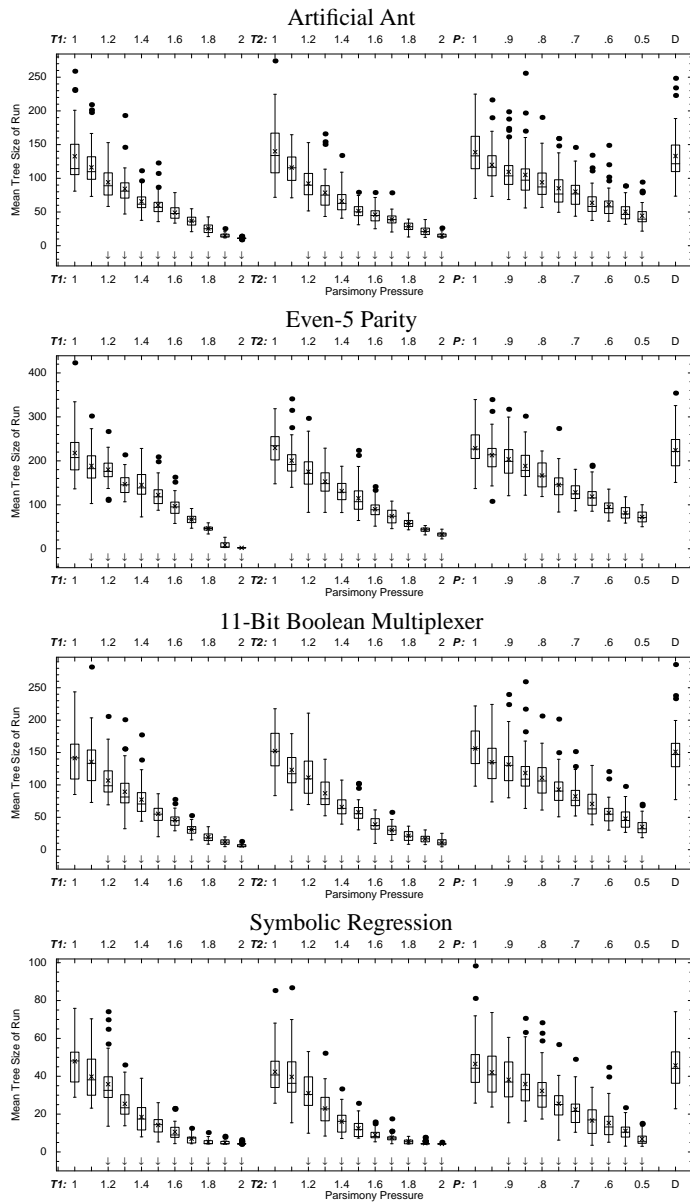 Artificial Ant
T1: 1 1.2 1.4 1.6 1.8 2 T2: 1 1.2 1.4 1.6 1.8 2 P: 1 .9 .8 .7 .6 0.5 D
250
200
150
100
50
0
Mean Tree Size of Run
T1: 1 1.2 1.4 1.6 1.8 2 T2: 1 1.2 1.4 1.6 1.8 2 P: 1 .9 .8 .7 .6 0.5 D
Parsimony Pressure
Even-5 Parity
T1: 1 1.2 1.4 1.6 1.8 2 T2: 1 1.2 1.4 1.6 1.8 2 P: 1 .9 .8 .7 .6 0.5 D
400
300
200
100
0
Mean Tree Size of Run
T1: 1 1.2 1.4 1.6 1.8 2 T2: 1 1.2 1.4 1.6 1.8 2 P: 1 .9 .8 .7 .6 0.5 D
Parsimony Pressure
11-Bit Boolean Multiplexer
T1: 1 1.2 1.4 1.6 1.8 2 T2: 1 1.2 1.4 1.6 1.8 2 P: 1 .9 .8 .7 .6 0.5 D
250
200
150
100
50
0
Mean Tree Size of Run
T1: 1 1.2 1.4 1.6 1.8 2 T2: 1 1.2 1.4 1.6 1.8 2 P: 1 .9 .8 .7 .6 0.5 D
Parsimony Pressure
Symbolic Regression
T1: 1 1.2 1.4 1.6 1.8 2 T2: 1 1.2 1.4 1.6 1.8 2 P: 1 .9 .8 .7 .6 0.5 D
100
80
60
40
20
0
Mean Tree Size of Run
T1: 1 1.2 1.4 1.6 1.8 2 T2: 1 1.2 1.4 1.6 1.8 2 P: 1 .9 .8 .7 .6 0.5 D
Parsimony Pressure